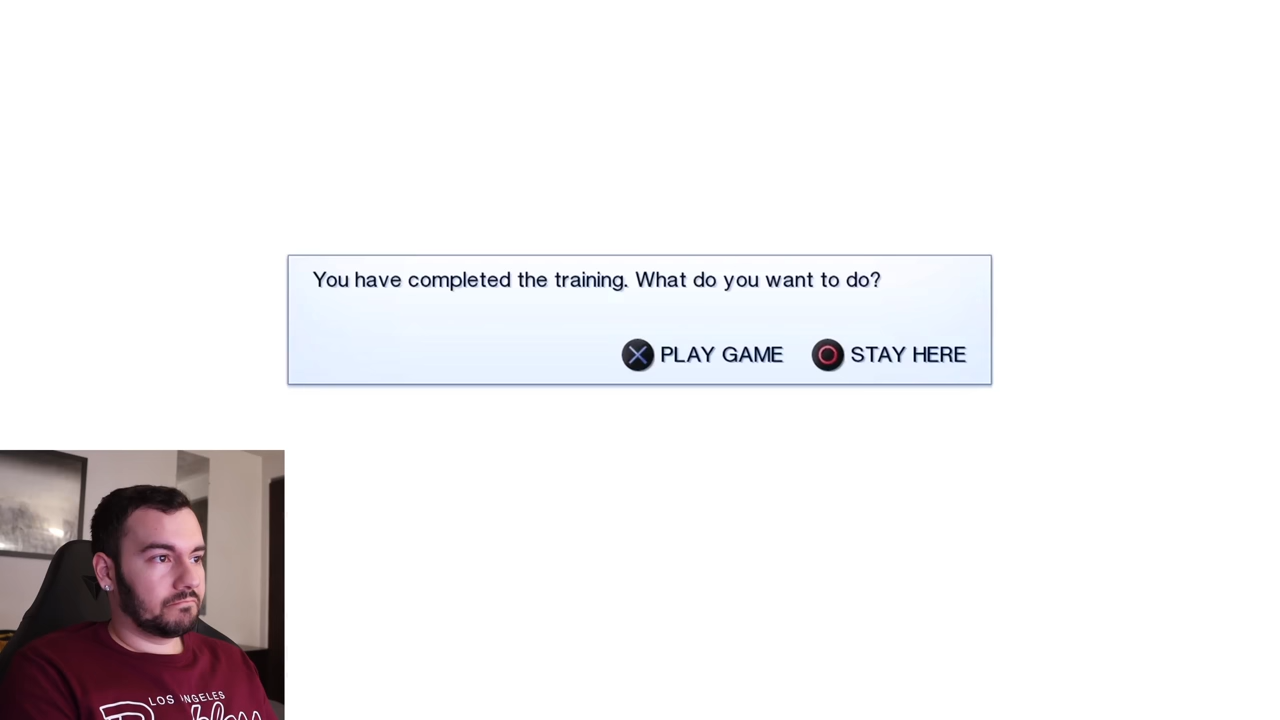 You have completed the training. What do you want to do?
PLAY GAME STAY HERE
LOS ANGELES